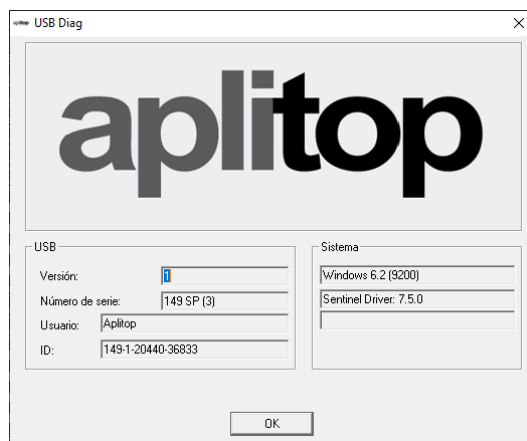 aplitop USB Diag
aplitop
USB
Versión: 1
Número de serie: 149 SP (3)
Usuario: Aplitop
ID: 149-1-20440-36833
Sistema
Windows 6.2 (9200)
Sentinel Driver: 7.5.0
OK